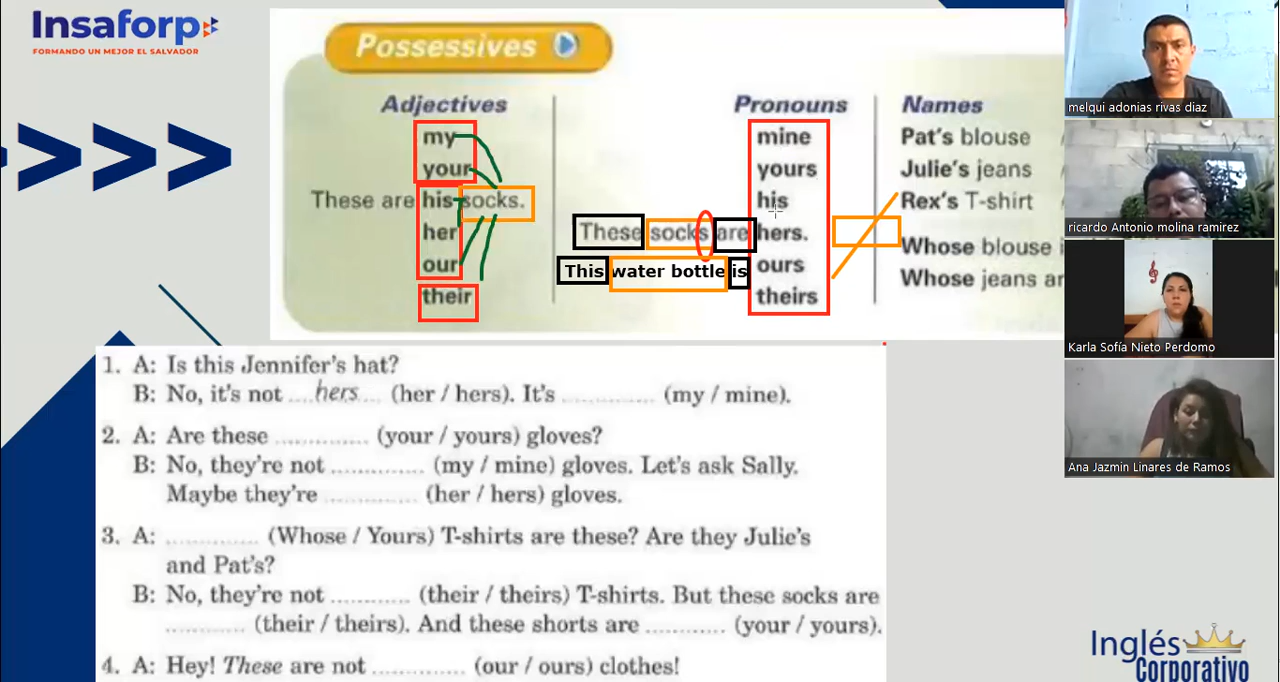 Insaforp
FORMANDO UN MEJOR EL SALVADOR
Possessives
Adjectives
my
your
These are his socks.
her
our
their
Pronouns
mine
yours
his
These socks are hers.
This water bottle is ours
theirs
Names
Pat's blouse
Julie's jeans
Rex's T-shirt
Whose blouse
Whose jeans
1. A: Is this Jennifer's hat?
B: No, it's not ....hers.... (her / hers). It's ............. (my / mine).
2. A: Are these ............. (your / yours) gloves?
B: No, they're not ............. (my / mine) gloves. Let's ask Sally.
Maybe they're ............. (her / hers) gloves.
3. A: ............. (Whose / Yours) T-shirts are these? Are they Julie's
and Pat's?
B: No, they're not ............ (their / theirs) T-shirts. But these socks are
............ (their / theirs). And these shorts are ............ (your / yours).
4. A: Hey! These are not ............. (our / ours) clothes!
melqui adonias rivas diaz
ricardo Antonio molina ramirez
Karla Sofía Nieto Perdomo
Ana Jazmin Linares de Ramos
Inglés
Corporativo